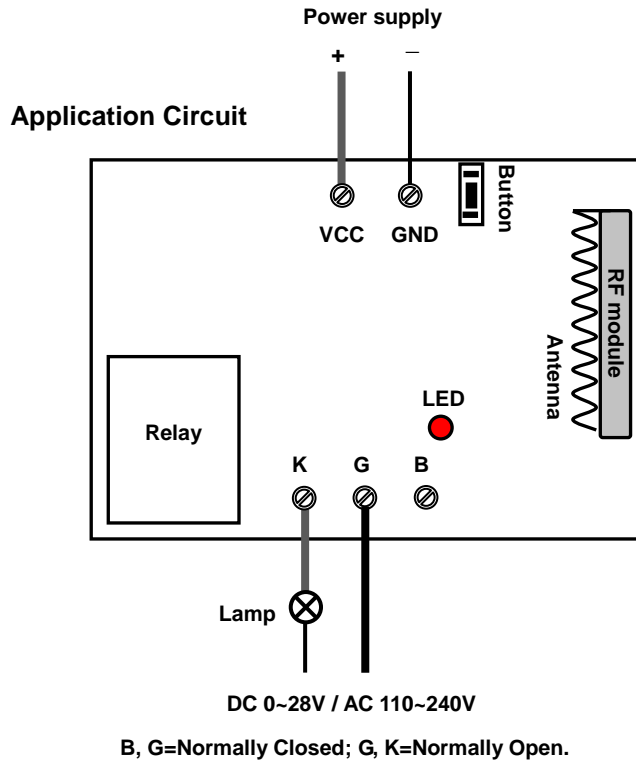 Power supply
+ –
Application Circuit
VCC GND
Button
RF module
Antenna
LED
Relay
K G B
Lamp
DC 0~28V / AC 110~240V
B, G=Normally Closed; G, K=Normally Open.